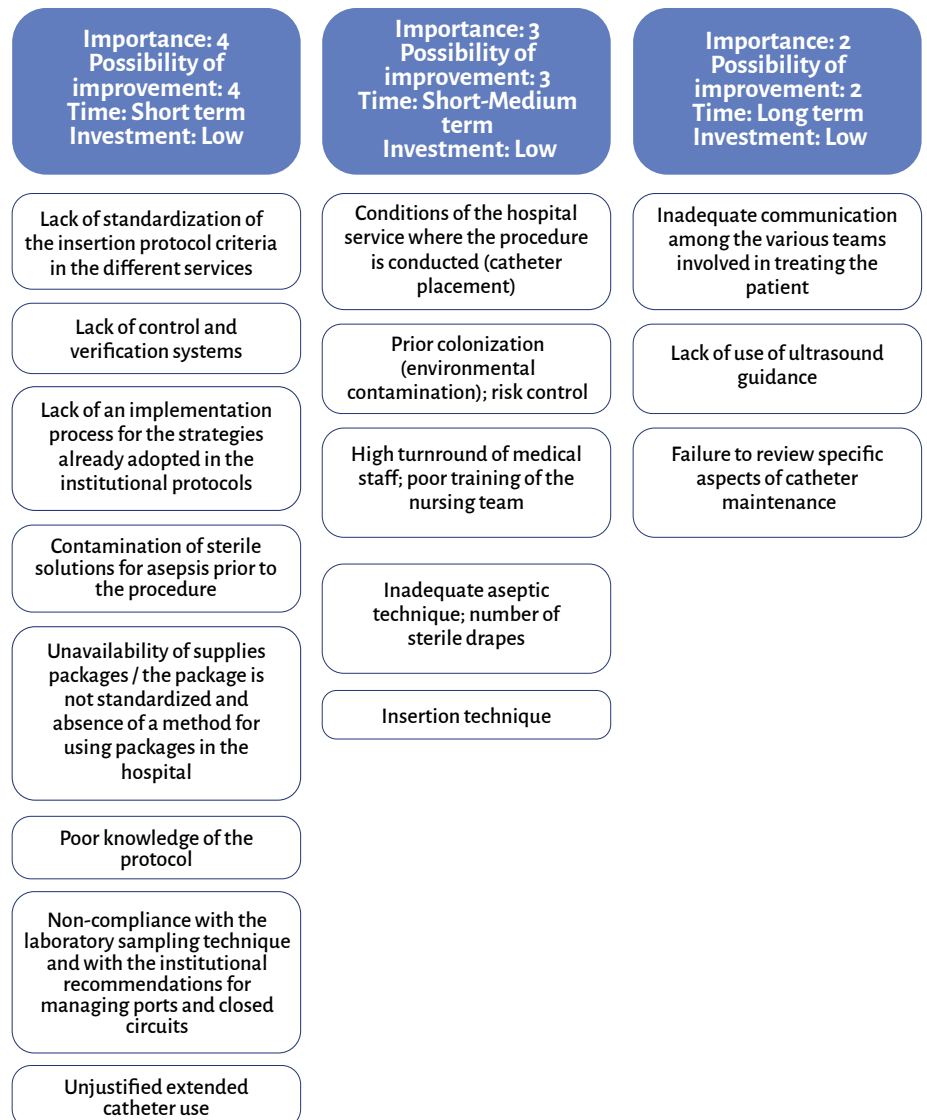 Importance: 4
Possibility of
improvement: 4
Time: Short term
Investment: Low
Lack of standardization of
the insertion protocol criteria
in the different services
Lack of control and
verification systems
Lack of an implementation
process for the strategies
already adopted in the
institutional protocols
Contamination of sterile
solutions for asepsis prior to
the procedure
Unavailability of supplies
packages / the package is
not standardized and
absence of a method for
using packages in the
hospital
Poor knowledge of the
protocol
Non-compliance with the
laboratory sampling technique
and with the institutional
recommendations for
managing ports and closed
circuits
Unjustified extended
catheter use
Importance: 3
Possibility of
improvement: 3
Time: Short-Medium
term
Investment: Low
Conditions of the hospital
service where the procedure
is conducted (catheter
placement)
Prior colonization
(environmental
contamination); risk control
High turnround of medical
staff; poor training of the
nursing team
Inadequate aseptic
technique; number of
sterile drapes
Insertion technique
Importance: 2
Possibility of
improvement: 2
Time: Long term
Investment: Low
Inadequate communication
among the various teams
involved in treating the
patient
Lack of use of ultrasound
guidance
Failure to review specific
aspects of catheter
maintenance